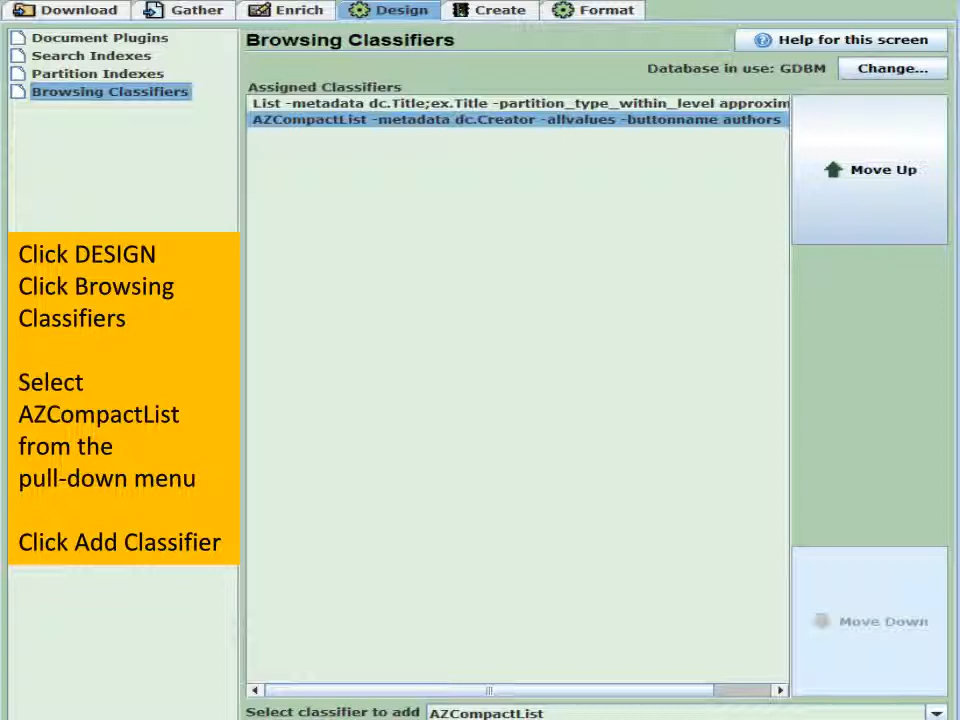 Download Gather Enrich Design Create Format
Document Plugins
Search Indexes
Partition Indexes
Browsing Classifiers
Browsing Classifiers
Help for this screen
Database in use: GDBM Change...
Assigned Classifiers
List -metadata dc.Title;ex.Title -partition_type_within_level approxim
AZCompactList -metadata dc.Creator -allvalues -buttonname authors
Move Up
Click DESIGN
Click Browsing
Classifiers
Select
AZCompactList
from the
pull-down menu
Click Add Classifier
Move Down
Select classifier to add AZCompactList